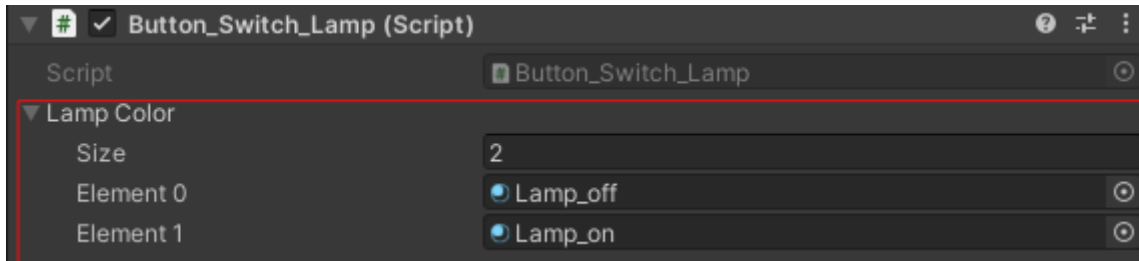 Button_Switch_Lamp (Script)
Script Button_Switch_Lamp
Lamp Color
Size 2
Element 0 Lamp_off
Element 1 Lamp_on